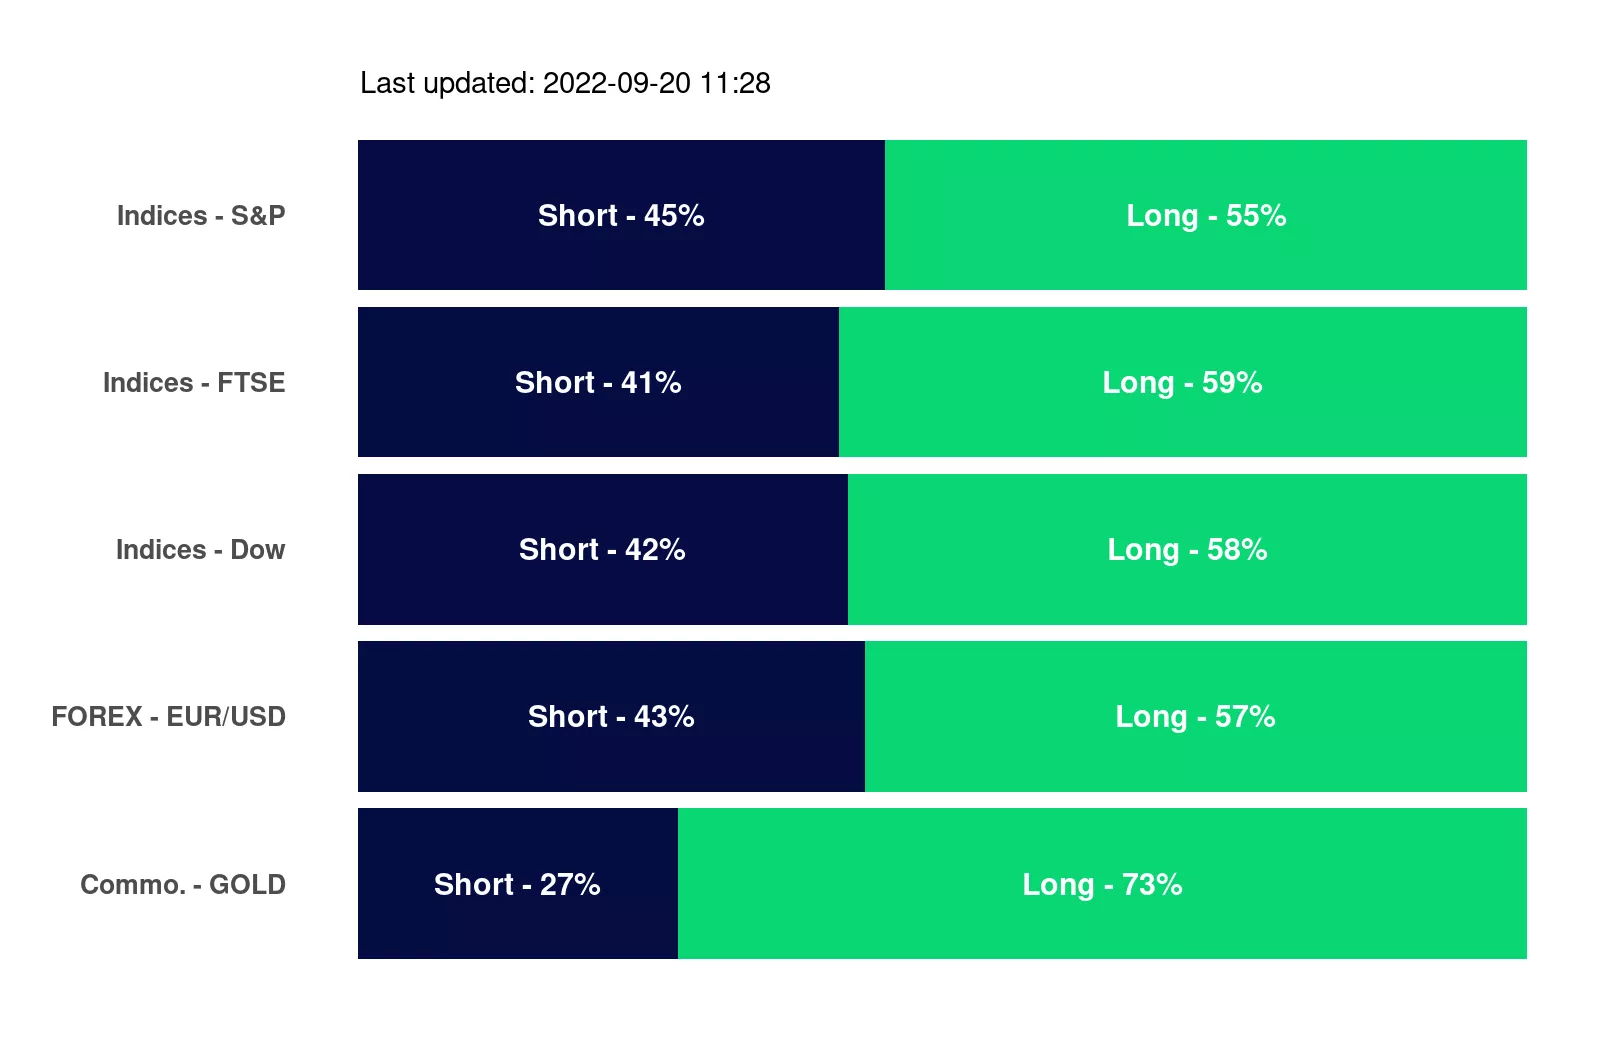 Last updated: 2022-09-20 11:28
Indices - S&P Short - 45% Long - 55%
Indices - FTSE Short - 41% Long - 59%
Indices - Dow Short - 42% Long - 58%
FOREX - EUR/USD Short - 43% Long - 57%
Commo. - GOLD Short - 27% Long - 73%